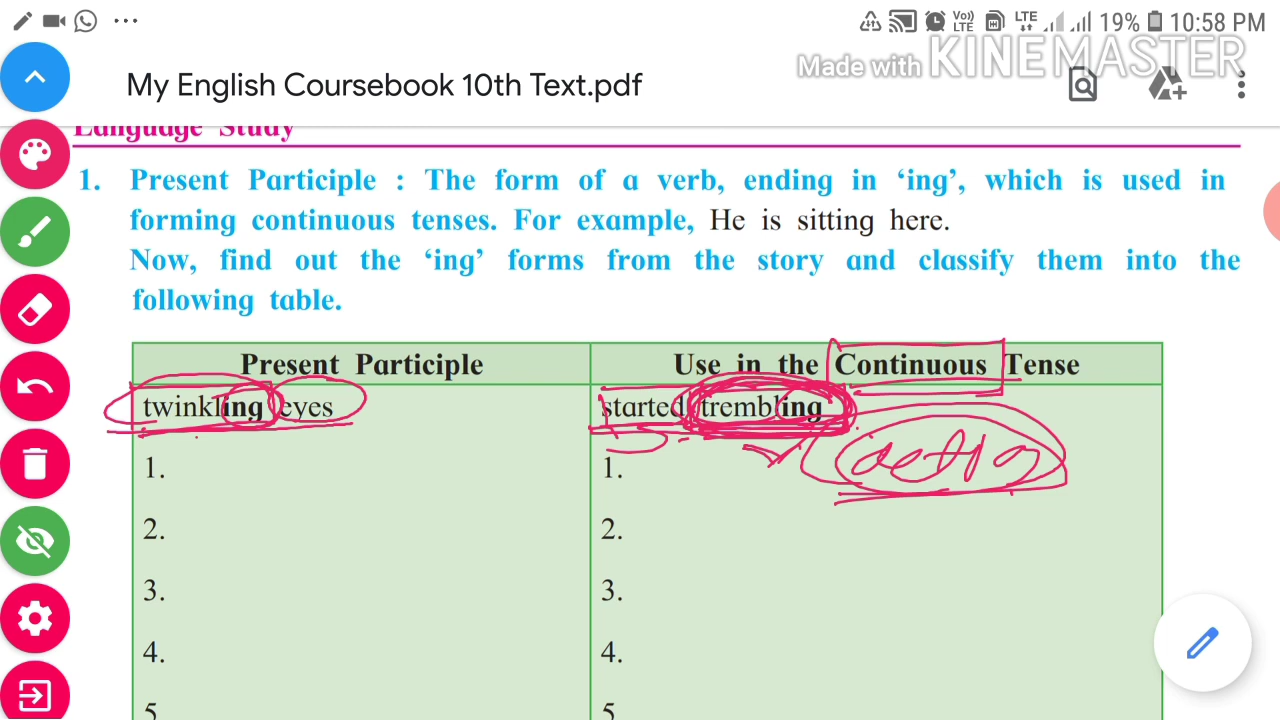 19% 10:58 PM
Made with KINEMASTER
My English Coursebook 10th Text.pdf
Language Study
1. Present Participle : The form of a verb, ending in ‘ing’, which is used in
forming continuous tenses. For example, He is sitting here.
Now, find out the ‘ing’ forms from the story and classify them into the
following table.
Present Participle Use in the Continuous Tense
twinkling eyes started trembling
1. 1.
2. 2.
3. 3.
4. 4.
5 5